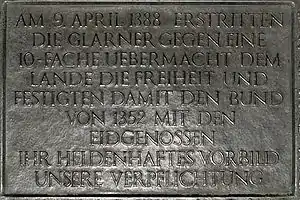 AM 9. APRIL 1388 ERSTRITTEN
DIE GLARNER GEGEN EINE
10-FACHE UEBERMACHT DEM
LANDE DIE FREIHEIT UND
FESTIGTEN DAMIT DEN BUND
VON 1352 MIT DEN
EIDGENOSSEN
IHR HELDENHAFTES VORBILD
UNSERE VERPFLICHTUNG